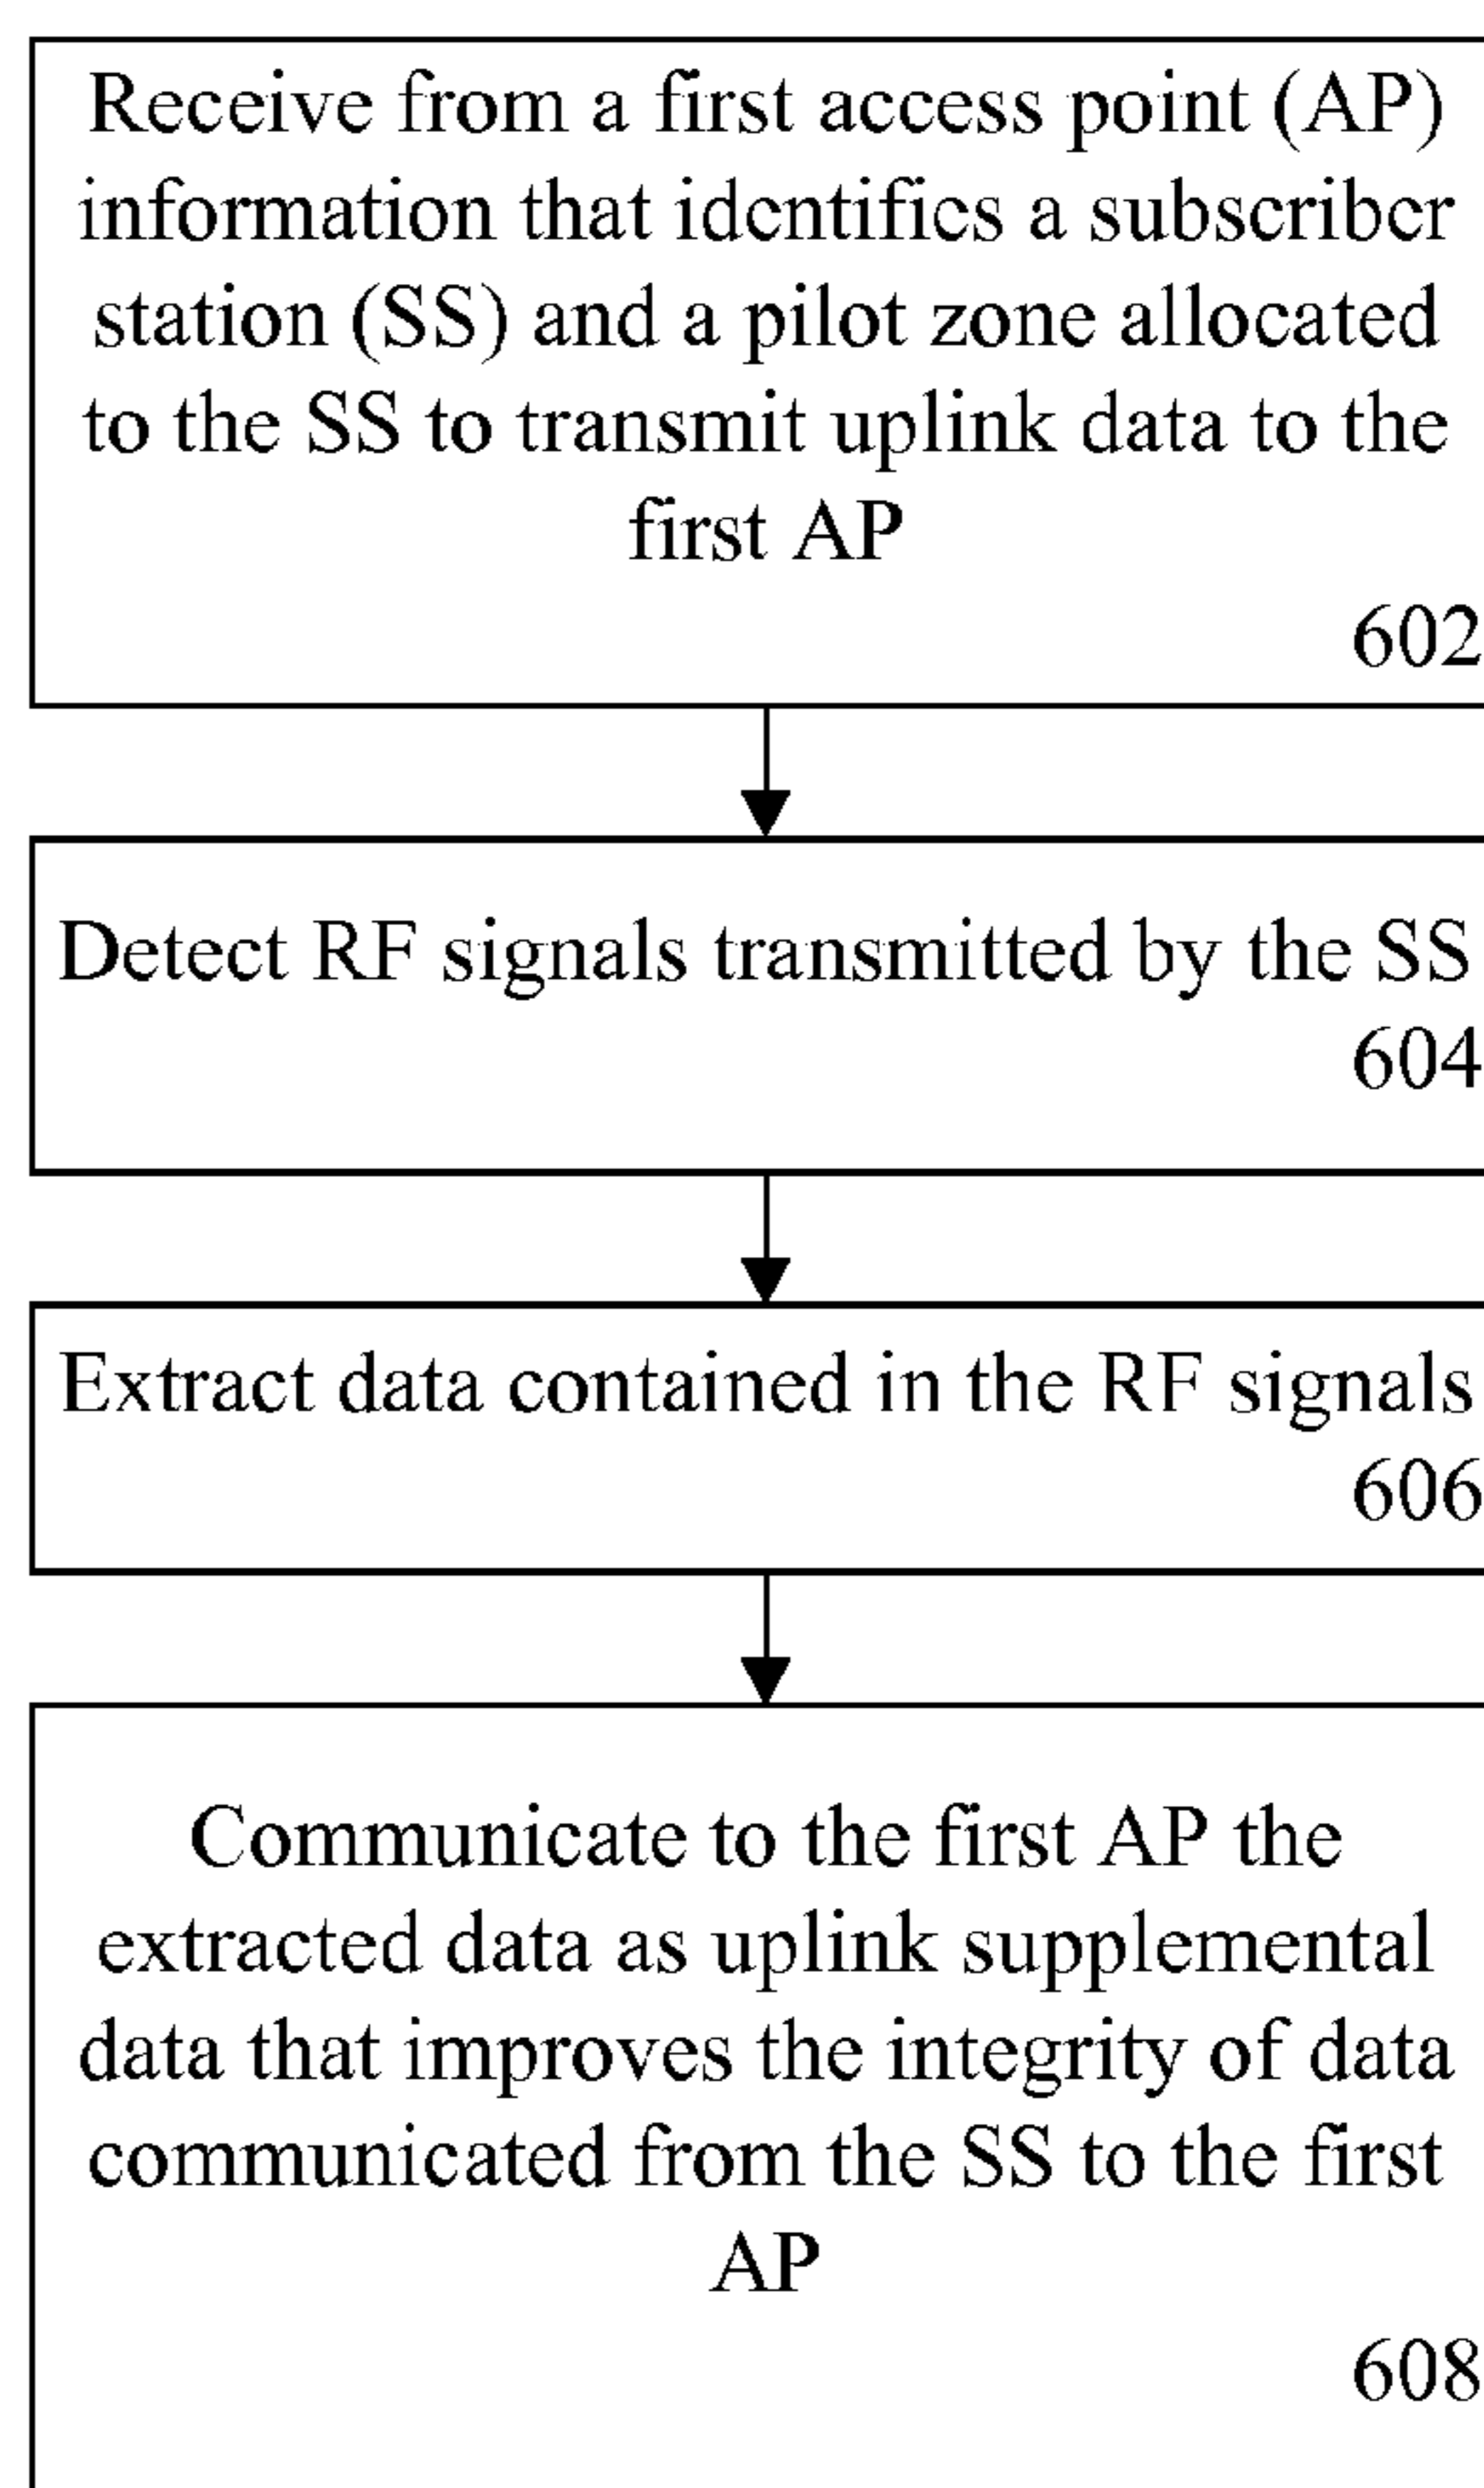 Receive from a first access point (AP)
information that identifies a subscriber
station (SS) and a pilot zone allocated
to the SS to transmit uplink data to the
first AP
602
Detect RF signals transmitted by the SS
604
Extract data contained in the RF signals
606
Communicate to the first AP the
extracted data as uplink supplemental
data that improves the integrity of data
communicated from the SS to the first
AP
608